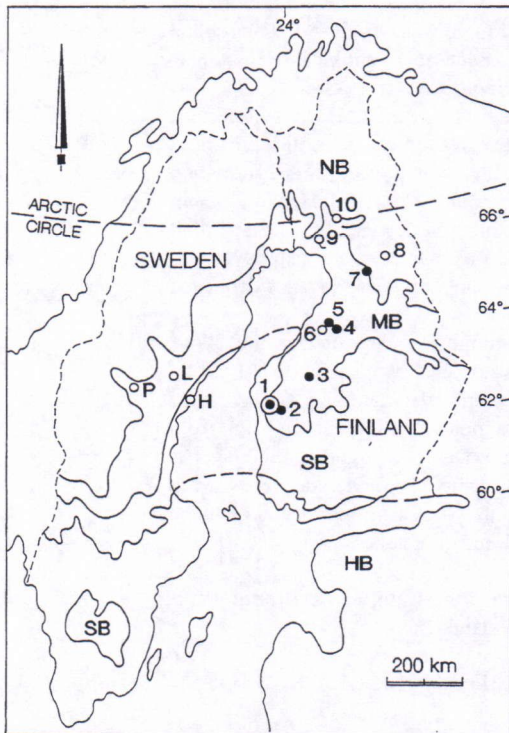 24°
NB
ARCTIC
CIRCLE
10
66°
9
8
SWEDEN
7
64°
MB
5
6
4
L
3
P
H
1
2
62°
FINLAND
SB
60°
HB
SB
200 km